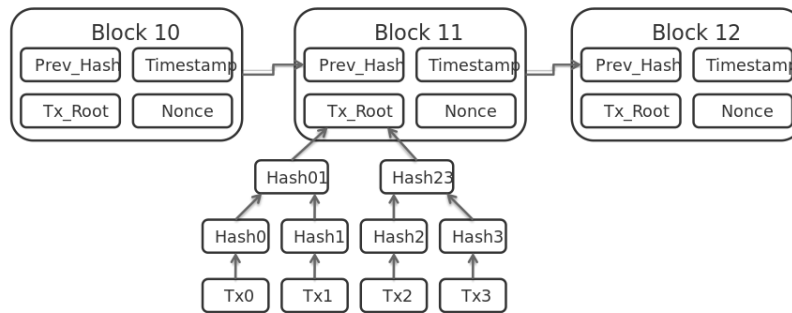 Block 10
Block 11
Block 12
Prev_Hash
Timestamp
Prev_Hash
Timestamp
Prev_Hash
Timestamp
Tx_Root
Nonce
Tx_Root
Nonce
Tx_Root
Nonce
Hash01
Hash23
Hash0
Hash1
Hash2
Hash3
Tx0
Tx1
Tx2
Tx3